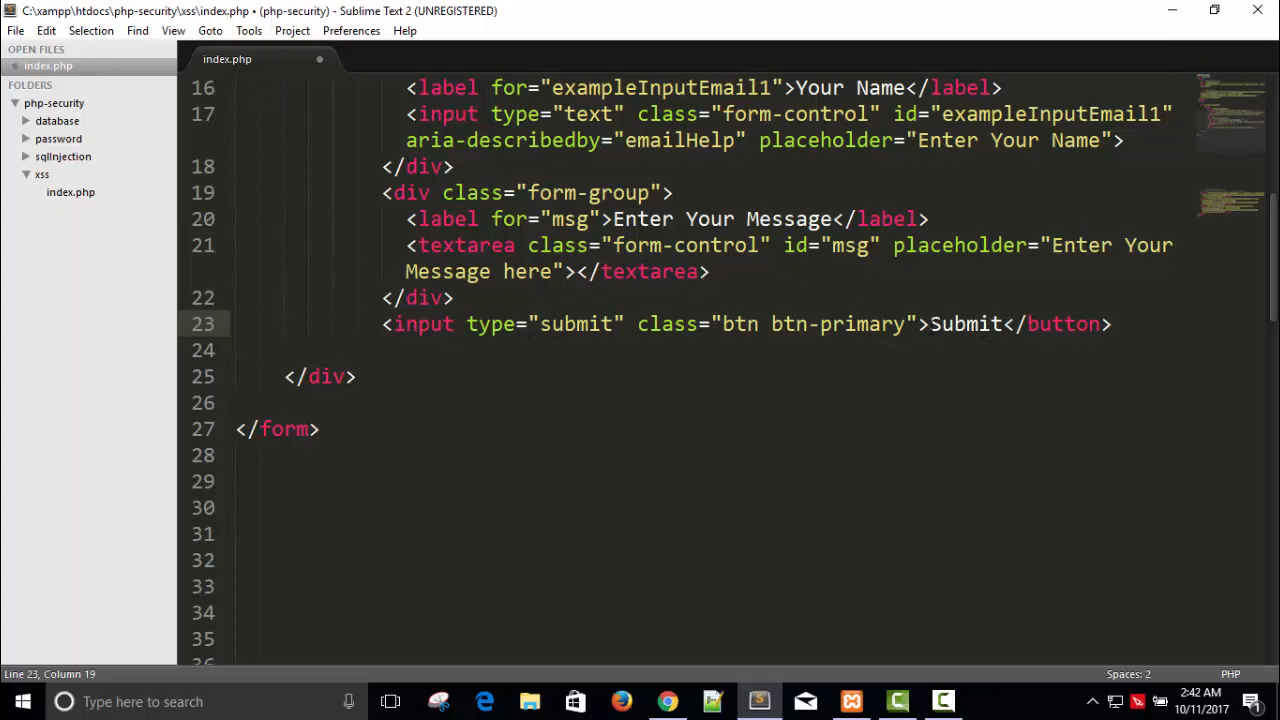 C:\xampp\htdocs\php-security\xss\index.php • (php-security) - Sublime Text 2 (UNREGISTERED)
File Edit Selection Find View Goto Tools Project Preferences Help
OPEN FILES
index.php
FOLDERS
php-security
database
password
sqlInjection
xss
index.php
index.php
16 <label for="exampleInputEmail1">Your Name</label>
17 <input type="text" class="form-control" id="exampleInputEmail1"
aria-describedby="emailHelp" placeholder="Enter Your Name">
18 </div>
19 <div class="form-group">
20 <label for="msg">Enter Your Message</label>
21 <textarea class="form-control" id="msg" placeholder="Enter Your
Message here"></textarea>
22 </div>
23 <input type="submit" class="btn btn-primary">Submit</button>
24
25 </div>
26
27 </form>
28
29
30
31
32
33
34
35
36
Line 23, Column 19 Spaces: 2 PHP
Type here to search
2:42 AM
10/11/2017
1